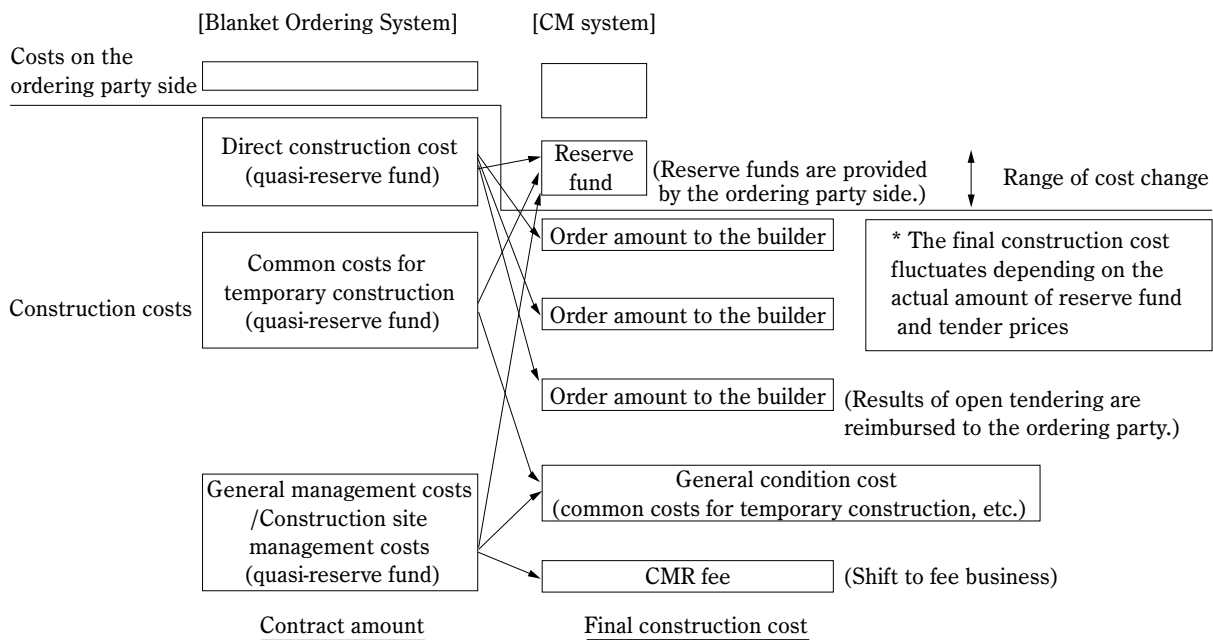 [Blanket Ordering System]
[CM system]
Costs on the
ordering party side
Direct construction cost
(quasi-reserve fund)
Reserve
fund
(Reserve funds are provided
by the ordering party side.)
Range of cost change
Order amount to the builder
* The final construction cost
fluctuates depending on the
actual amount of reserve fund
and tender prices
Construction costs
Common costs for
temporary construction
(quasi-reserve fund)
Order amount to the builder
Order amount to the builder
(Results of open tendering are
reimbursed to the ordering party.)
General management costs
/Construction site
management costs
(quasi-reserve fund)
General condition cost
(common costs for temporary construction, etc.)
CMR fee
(Shift to fee business)
Contract amount
Final construction cost